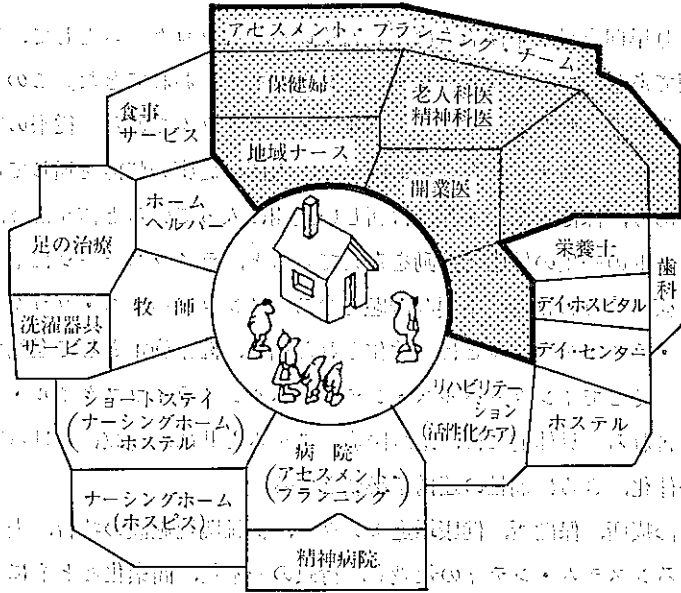 アセスメント・プランニング・チーム
保健婦
老人科医
精神科医
食事
サービス
地域ナース
開業医
ホーム
ヘルパー
足の治療
栄養士
歯科
牧師
デイ・ホスピタル
洗濯器具
サービス
デイ・センター
ショートステイ
(ナーシングホーム
ホステル)
リハビリテー
ション
(活性化ケア)
ホステル
病院
(アセスメント・
プランニング)
ナーシングホーム
(ホスピス)
精神病院